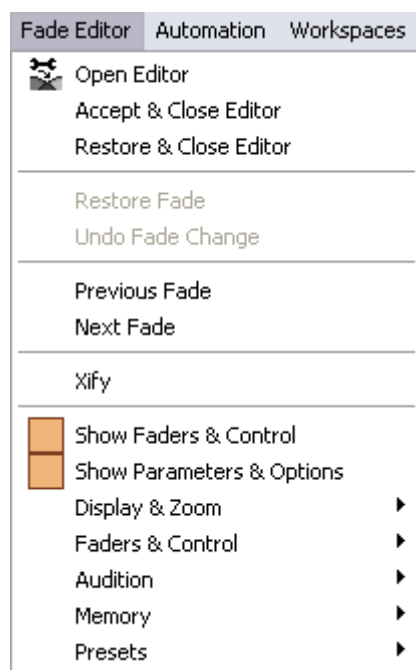 Fade Editor Automation Workspaces
Open Editor
Accept & Close Editor
Restore & Close Editor
Restore Fade
Undo Fade Change
Previous Fade
Next Fade
Xify
Show Faders & Control
Show Parameters & Options
Display & Zoom
Faders & Control
Audition
Memory
Presets